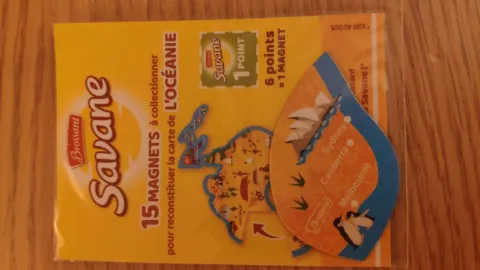 Brossard
Savane
15 MAGNETS à collectionner
pour reconstituer la carte de L'OCÉANIE
Savane
1 POINT
6 points
= 1 MAGNET
Sydney
Canberra
Melbourne